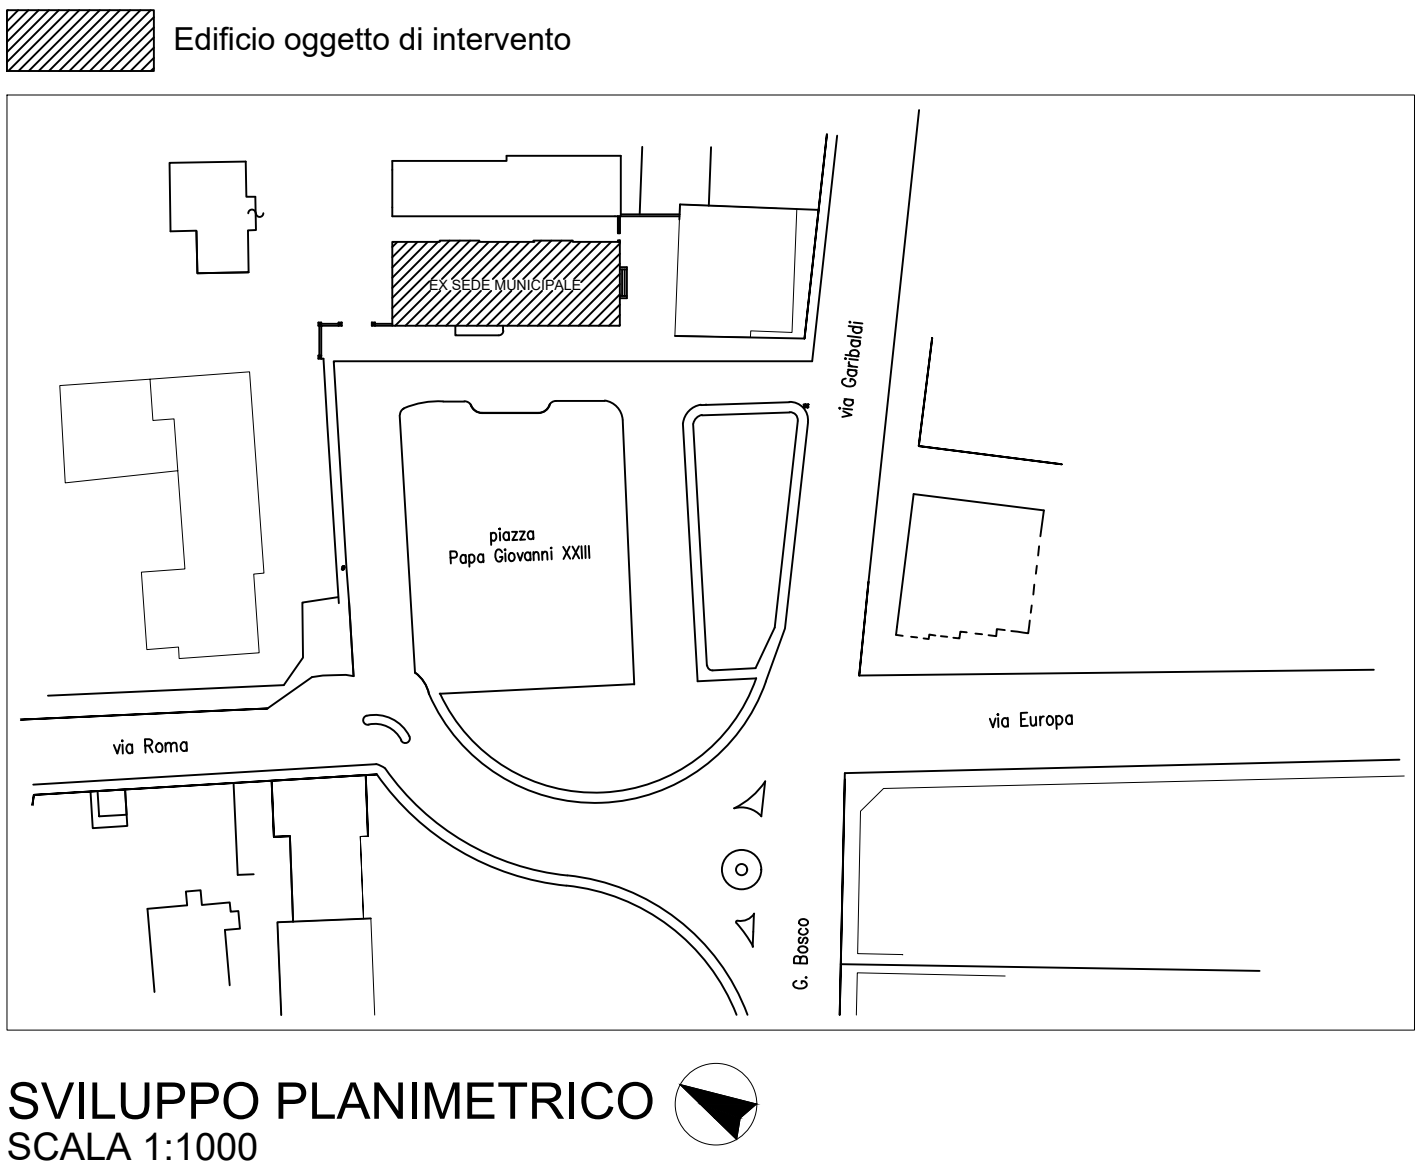 Edificio oggetto di intervento
EX SEDE MUNICIPALE
via Garibaldi
piazza
Papa Giovanni XXIII
via Roma
via Europa
G. Bosco
SVILUPPO PLANIMETRICO
SCALA 1:1000